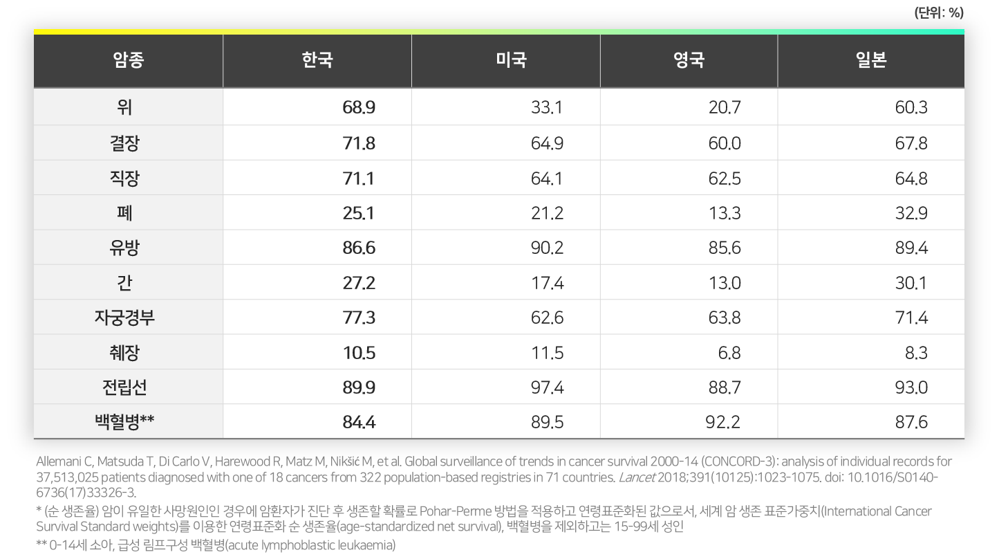 (단위: %)
암종 한국 미국 영국 일본
위 68.9 33.1 20.7 60.3
결장 71.8 64.9 60.0 67.8
직장 71.1 64.1 62.5 64.8
폐 25.1 21.2 13.3 32.9
유방 86.6 90.2 85.6 89.4
간 27.2 17.4 13.0 30.1
자궁경부 77.3 62.6 63.8 71.4
췌장 10.5 11.5 6.8 8.3
전립선 89.9 97.4 88.7 93.0
백혈병** 84.4 89.5 92.2 87.6
Allemani C, Matsuda T, Di Carlo V, Harewood R, Matz M, Nikšić M, et al. Global surveillance of trends in cancer survival 2000-14 (CONCORD-3): analysis of individual records for
37,513,025 patients diagnosed with one of 18 cancers from 322 population-based registries in 71 countries. Lancet 2018;391(10125):1023-1075. doi: 10.1016/S0140-
6736(17)33326-3.
* (순 생존율) 암이 유일한 사망원인인 경우에 암환자가 진단 후 생존할 확률로 Pohar-Perme 방법을 적용하고 연령표준화된 값으로서, 세계 암 생존 표준가중치(International Cancer
Survival Standard weights)를 이용한 연령표준화 순 생존율(age-standardized net survival), 백혈병을 제외하고는 15-99세 성인
** 0-14세 소아, 급성 림프구성 백혈병(acute lymphoblastic leukaemia)